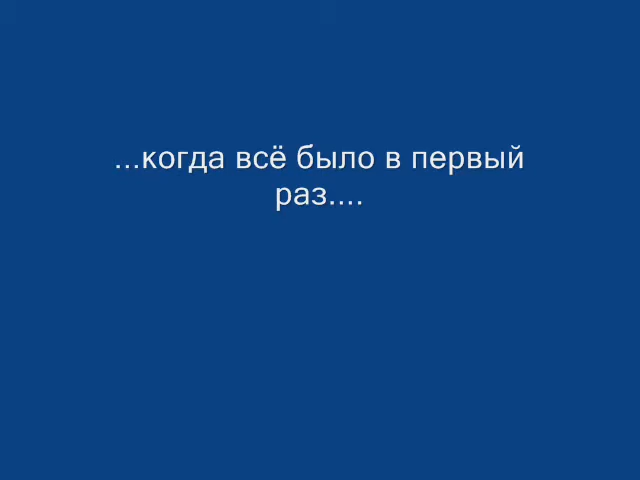 ...когда всё было в первый
раз....